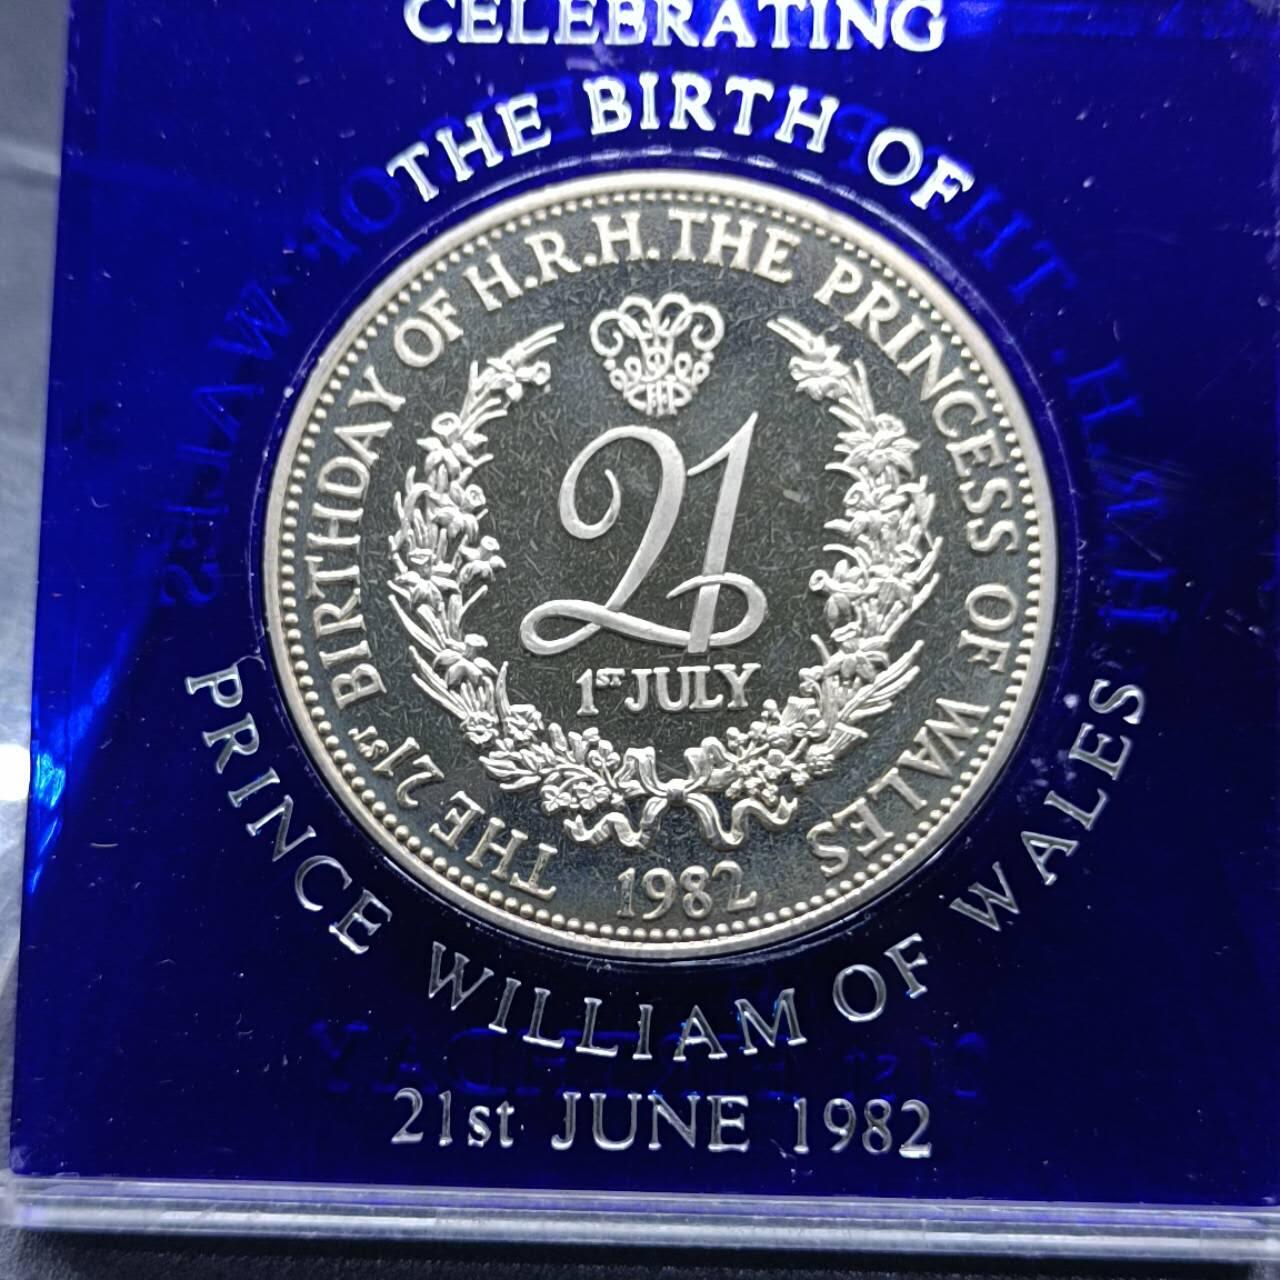 CELEBRATING
THE BIRTH OF
THE 21ST BIRTHDAY OF H.R.H. THE PRINCESS OF WALES
21
1ST JULY
1982
PRINCE WILLIAM OF WALES
21st JUNE 1982